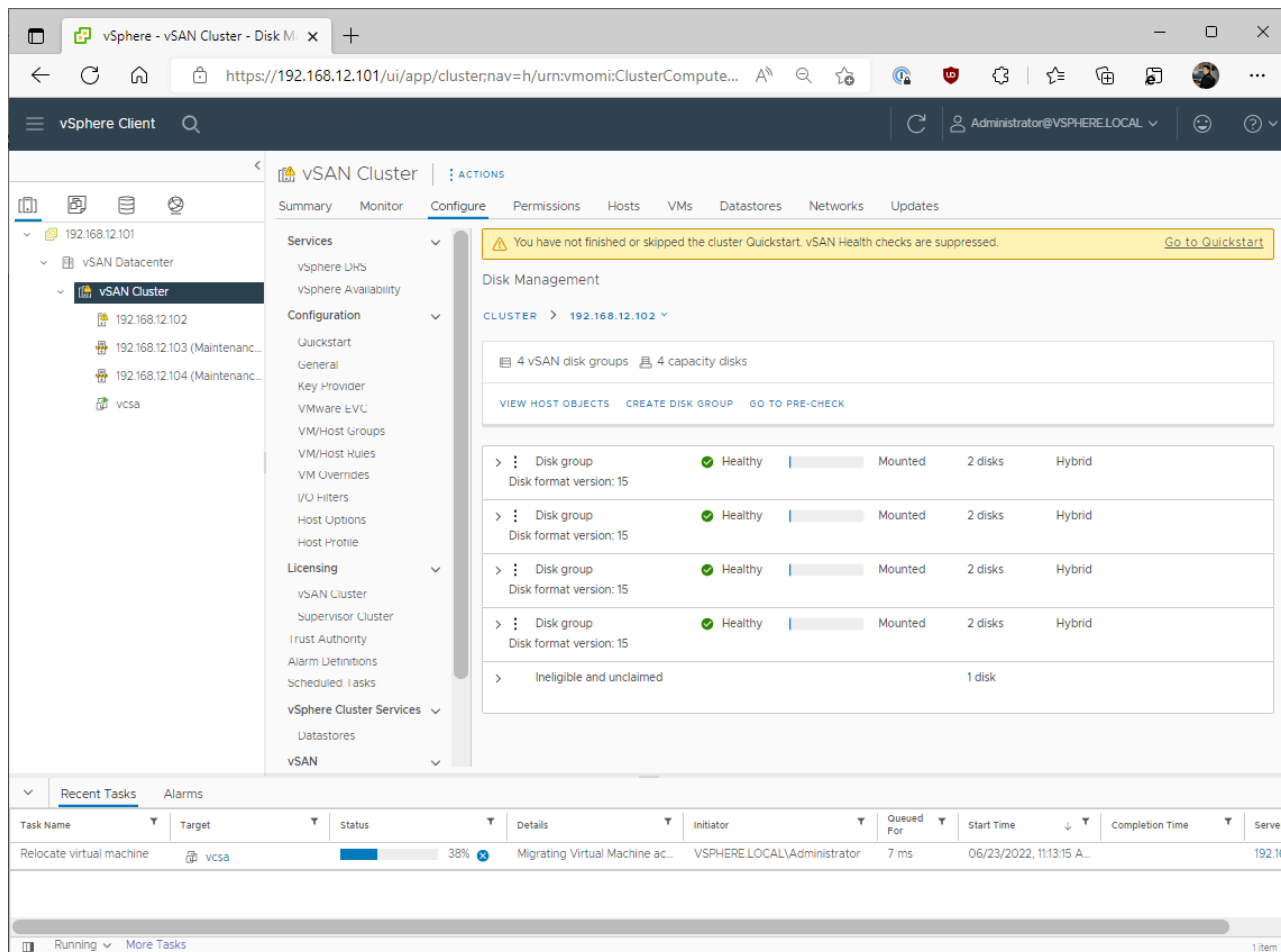 vSphere - vSAN Cluster - Disk M
https://192.168.12.101/ui/app/cluster;nav=h/urn:vmomi:ClusterCompute...
vSphere Client
Administrator@VSPHERE.LOCAL
vSAN Cluster
ACTIONS
Summary Monitor Configure Permissions Hosts VMs Datastores Networks Updates
192.168.12.101
vSAN Datacenter
vSAN Cluster
192.168.12.102
192.168.12.103 (Maintenanc...
192.168.12.104 (Maintenanc...
vcsa
Services
vSphere DRS
vSphere Availability
Configuration
Quickstart
General
Key Provider
VMware EVC
VM/Host Groups
VM/Host Rules
VM Overrides
I/O Filters
Host Options
Host Profile
Licensing
vSAN Cluster
Supervisor Cluster
Trust Authority
Alarm Definitions
Scheduled Tasks
vSphere Cluster Services
Datastores
vSAN
You have not finished or skipped the cluster Quickstart. vSAN Health checks are suppressed. Go to Quickstart
Disk Management
CLUSTER > 192.168.12.102
4 vSAN disk groups 4 capacity disks
VIEW HOST OBJECTS CREATE DISK GROUP GO TO PRE-CHECK
Disk group Healthy Mounted 2 disks Hybrid
Disk format version: 15
Disk group Healthy Mounted 2 disks Hybrid
Disk format version: 15
Disk group Healthy Mounted 2 disks Hybrid
Disk format version: 15
Disk group Healthy Mounted 2 disks Hybrid
Disk format version: 15
Ineligible and unclaimed 1 disk
Recent Tasks Alarms
Task Name Target Status Details Initiator Queued For Start Time Completion Time Serve
Relocate virtual machine vcsa 38% Migrating Virtual Machine ac... VSPHERE.LOCAL\Administrator 7 ms 06/23/2022, 11:13:15 A... 192.16
Running More Tasks 1 item